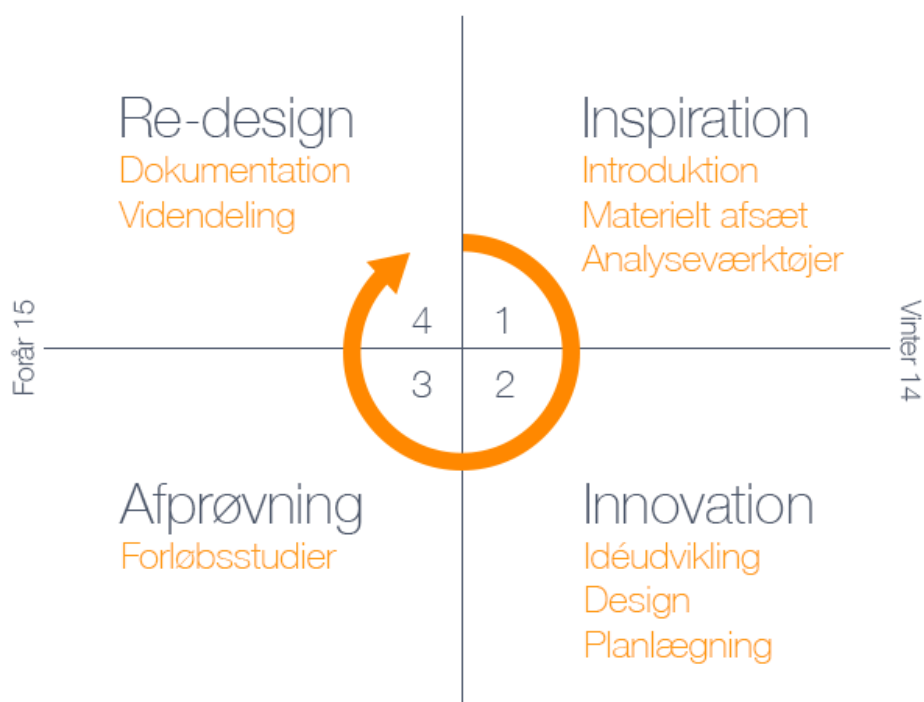 Re-design
Dokumentation
Videndeling
Inspiration
Introduktion
Materielt afsæt
Analyseværktøjer
Forår 15
4
1
3
2
Vinter 14
Afprøvning
Forløbsstudier
Innovation
Idéudvikling
Design
Planlægning